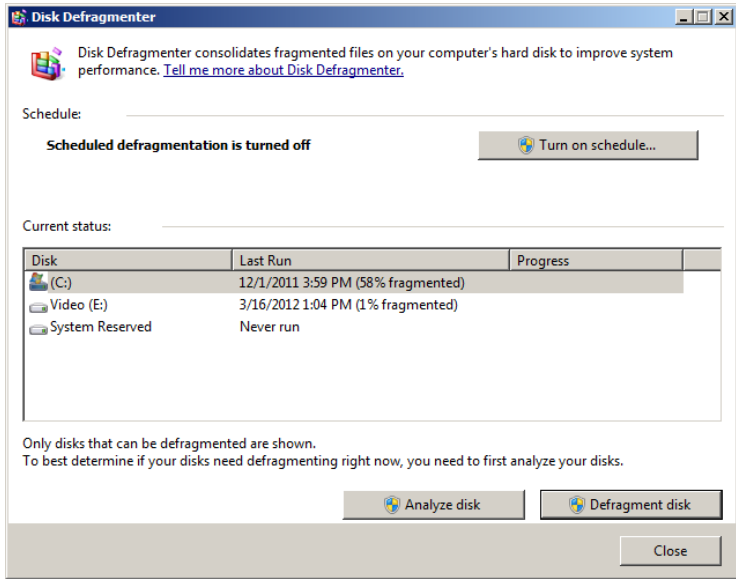 Disk Defragmenter
Disk Defragmenter consolidates fragmented files on your computer's hard disk to improve system
performance. Tell me more about Disk Defragmenter.
Schedule:
Scheduled defragmentation is turned off
Turn on schedule...
Current status:
Disk Last Run Progress
(C:) 12/1/2011 3:59 PM (58% fragmented)
Video (E:) 3/16/2012 1:04 PM (1% fragmented)
System Reserved Never run
Only disks that can be defragmented are shown.
To best determine if your disks need defragmenting right now, you need to first analyze your disks.
Analyze disk Defragment disk
Close